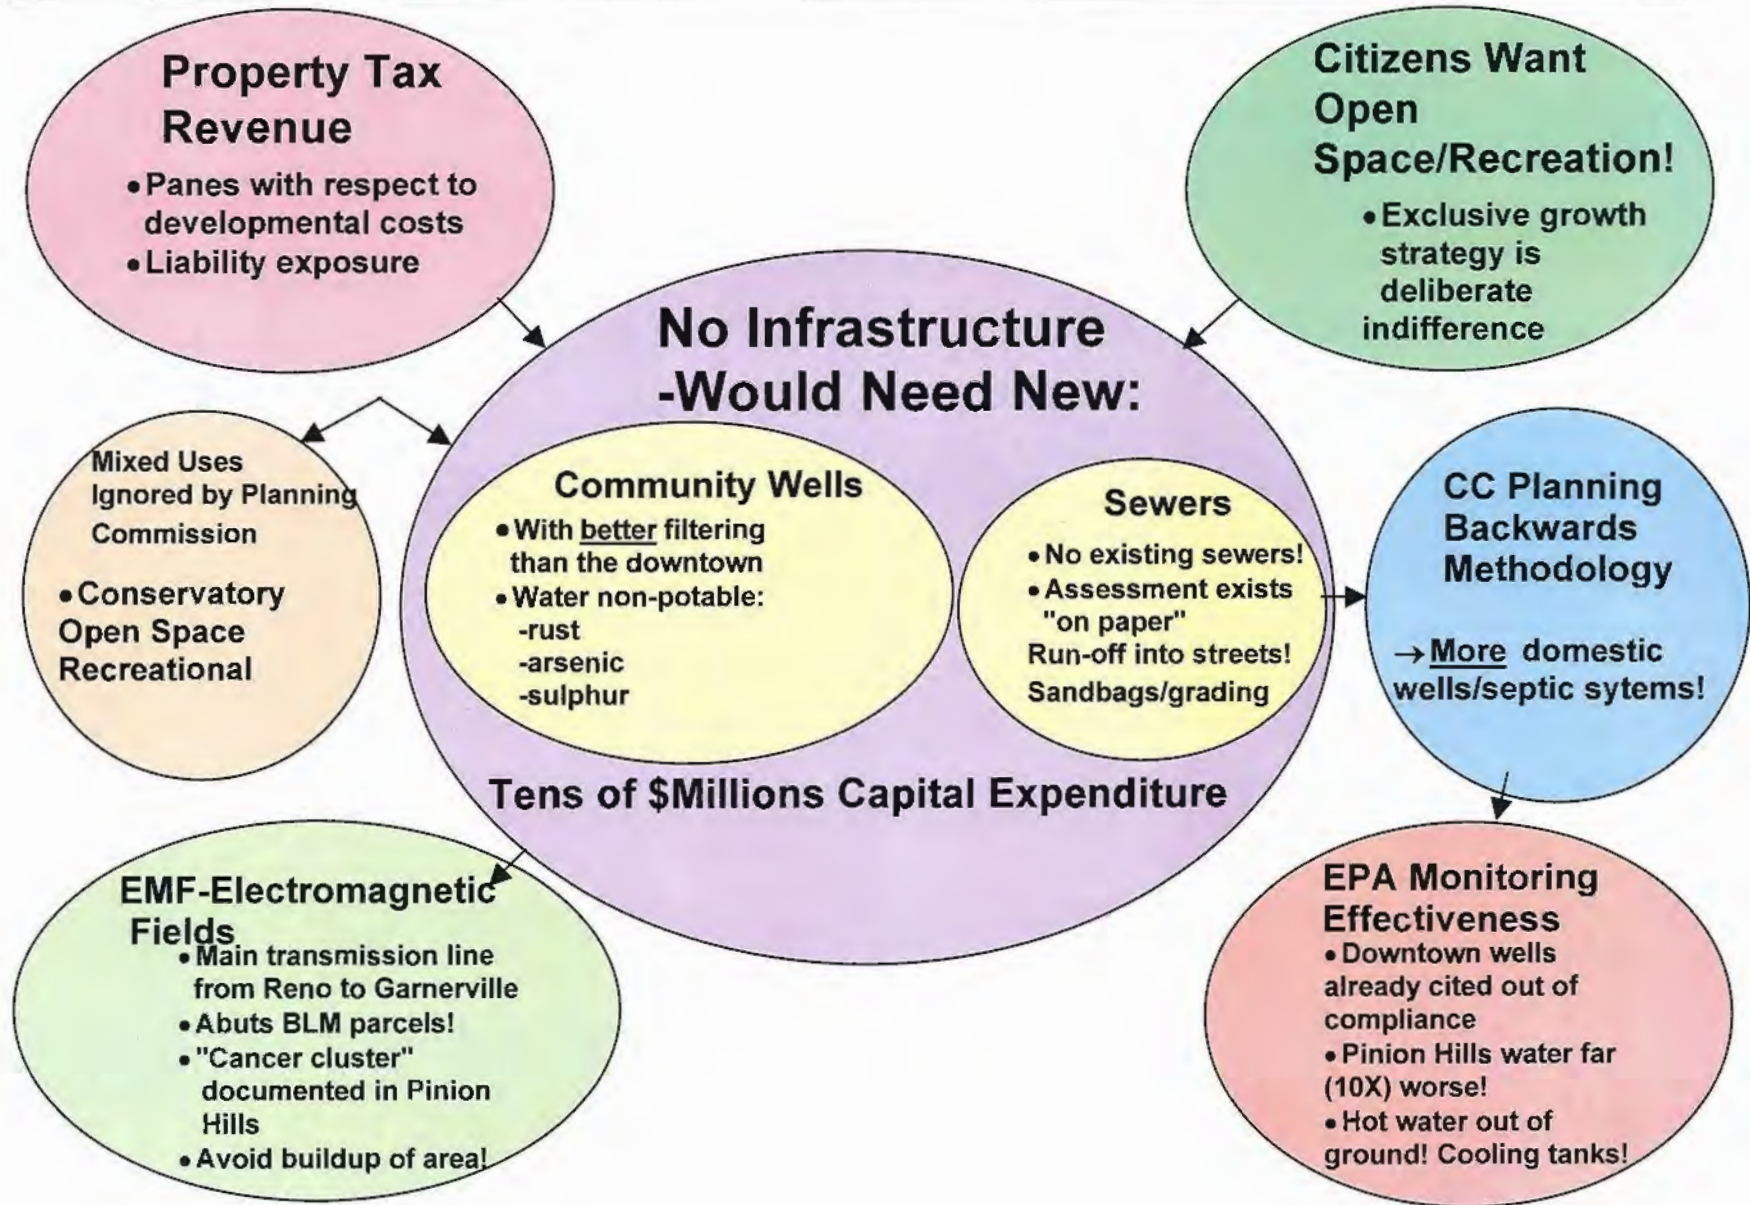 Property Tax
Revenue
• Panes with respect to
developmental costs
• Liability exposure
Citizens Want
Open
Space/Recreation!
• Exclusive growth
strategy is
deliberate
indifference
No Infrastructure
-Would Need New:
Mixed Uses
Ignored by Planning
Commission
• Conservatory
Open Space
Recreational
Community Wells
• With better filtering
than the downtown
• Water non-potable:
-rust
-arsenic
-sulphur
Sewers
• No existing sewers!
• Assessment exists
"on paper"
Run-off into streets!
Sandbags/grading
CC Planning
Backwards
Methodology
→ More domestic
wells/septic sytems!
Tens of $Millions Capital Expenditure
EMF-Electromagnetic
Fields
• Main transmission line
from Reno to Garnerville
• Abuts BLM parcels!
• "Cancer cluster"
documented in Pinion
Hills
• Avoid buildup of area!
EPA Monitoring
Effectiveness
• Downtown wells
already cited out of
compliance
• Pinion Hills water far
(10X) worse!
• Hot water out of
ground! Cooling tanks!